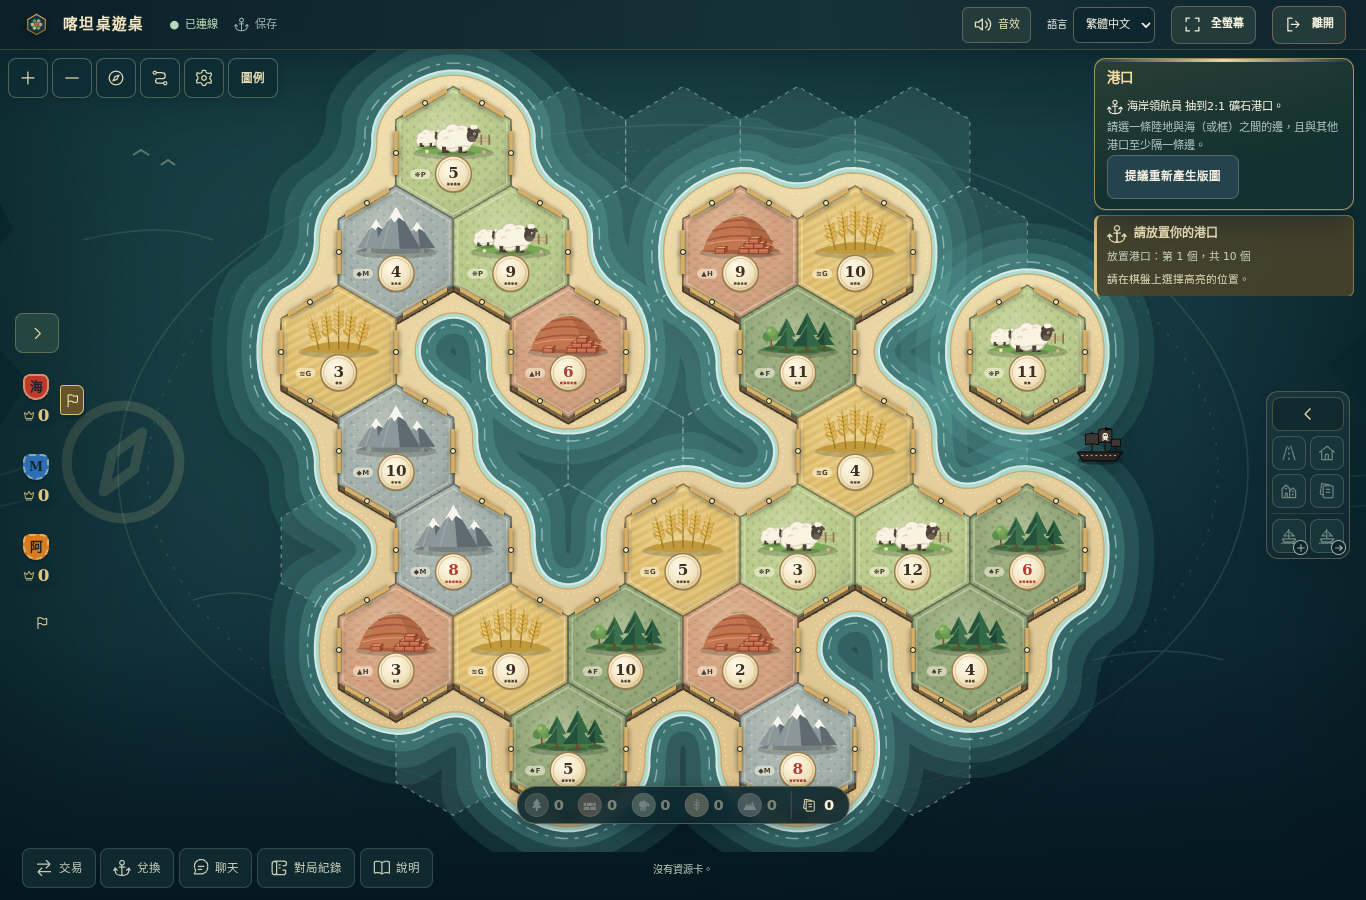 喀坦桌遊桌
已連線
保存
音效
語言
繁體中文
全螢幕
離開
圖例
港口
海岸領航員 抽到2:1 礦石港口。
請選一條陸地與海（或框）之間的邊，且與其他
港口至少隔一條邊。
提議重新產生版圖
請放置你的港口
放置港口：第 1 個，共 10 個
請在棋盤上選擇高亮的位置。
P
5
M
4
P
9
H
9
G
10
G
3
H
6
F
11
P
11
海
0
M
0
阿
0
M
10
G
4
M
8
G
5
P
3
P
12
F
6
H
3
G
9
F
10
H
2
F
4
F
5
M
8
0
0
0
0
0
0
交易
兌換
聊天
對局紀錄
說明
沒有資源卡。